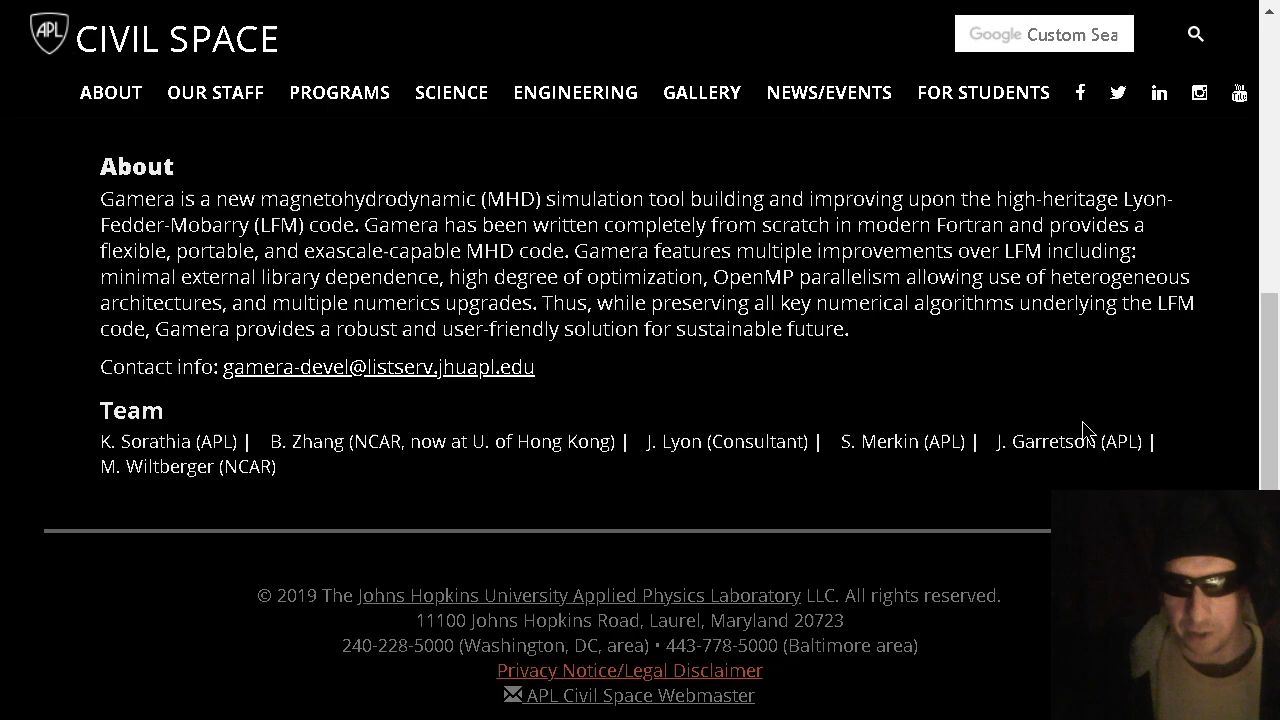 APL CIVIL SPACE
Google Custom Sea
ABOUT OUR STAFF PROGRAMS SCIENCE ENGINEERING GALLERY NEWS/EVENTS FOR STUDENTS
About
Gamera is a new magnetohydrodynamic (MHD) simulation tool building and improving upon the high-heritage Lyon-
Fedder-Mobarry (LFM) code. Gamera has been written completely from scratch in modern Fortran and provides a
flexible, portable, and exascale-capable MHD code. Gamera features multiple improvements over LFM including:
minimal external library dependence, high degree of optimization, OpenMP parallelism allowing use of heterogeneous
architectures, and multiple numerics upgrades. Thus, while preserving all key numerical algorithms underlying the LFM
code, Gamera provides a robust and user-friendly solution for sustainable future.
Contact info: gamera-devel@listserv.jhuapl.edu
Team
K. Sorathia (APL) | B. Zhang (NCAR, now at U. of Hong Kong) | J. Lyon (Consultant) | S. Merkin (APL) | J. Garretson (APL) |
M. Wiltberger (NCAR)
© 2019 The Johns Hopkins University Applied Physics Laboratory LLC. All rights reserved.
11100 Johns Hopkins Road, Laurel, Maryland 20723
240-228-5000 (Washington, DC, area) • 443-778-5000 (Baltimore area)
Privacy Notice/Legal Disclaimer
APL Civil Space Webmaster